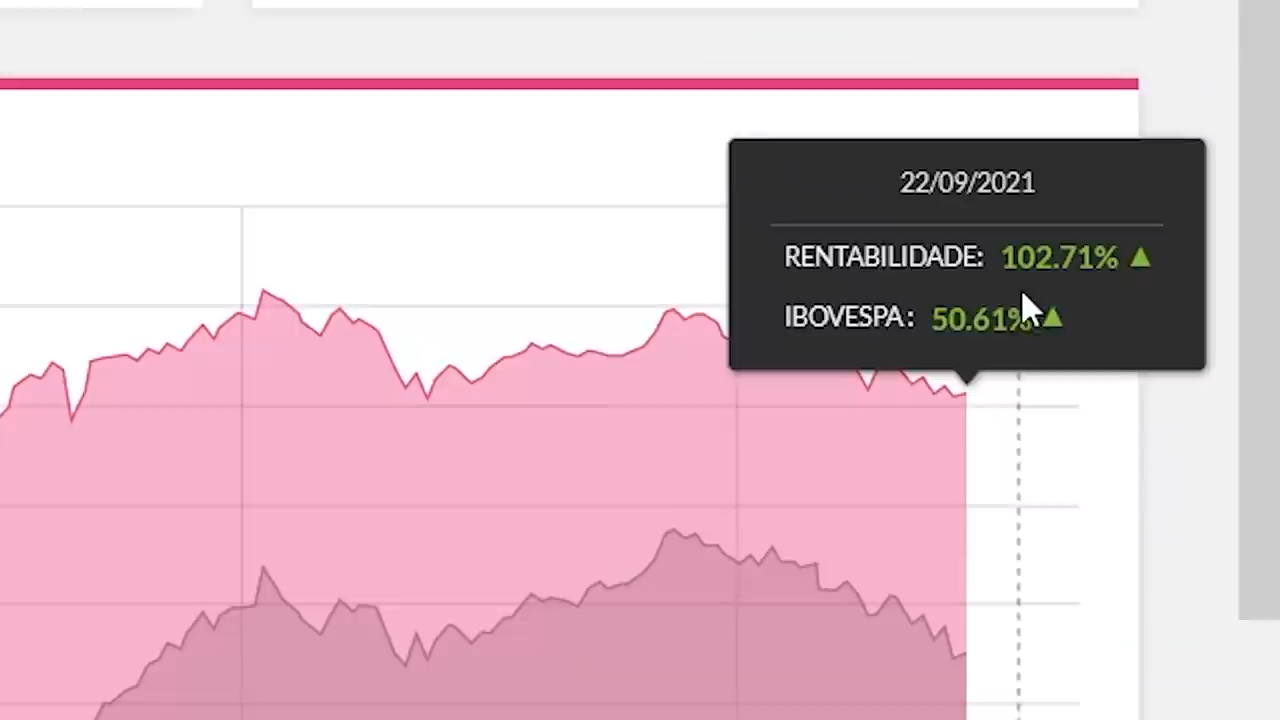 22/09/2021
RENTABILIDADE: 102.71% ▲
IBOVESPA: 50.61% ▲